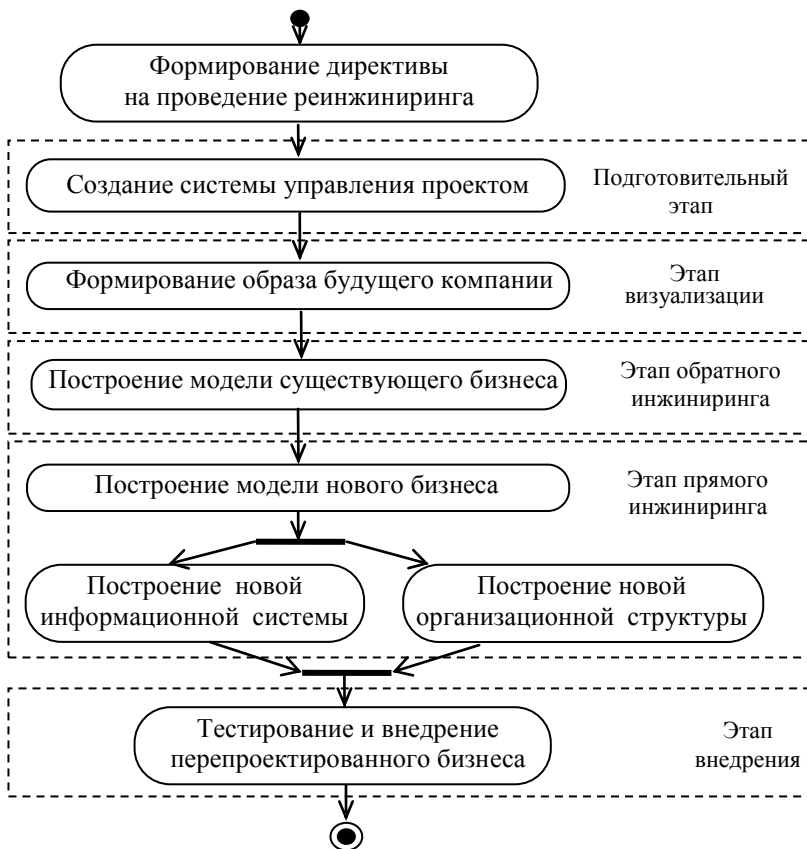 Формирование директивы
на проведение реинжиниринга
Создание системы управления проектом
Подготовительный
этап
Формирование образа будущего компании
Этап
визуализации
Построение модели существующего бизнеса
Этап обратного
инжиниринга
Построение модели нового бизнеса
Этап прямого
инжиниринга
Построение новой
информационной системы
Построение новой
организационной структуры
Тестирование и внедрение
перепроектированного бизнеса
Этап
внедрения